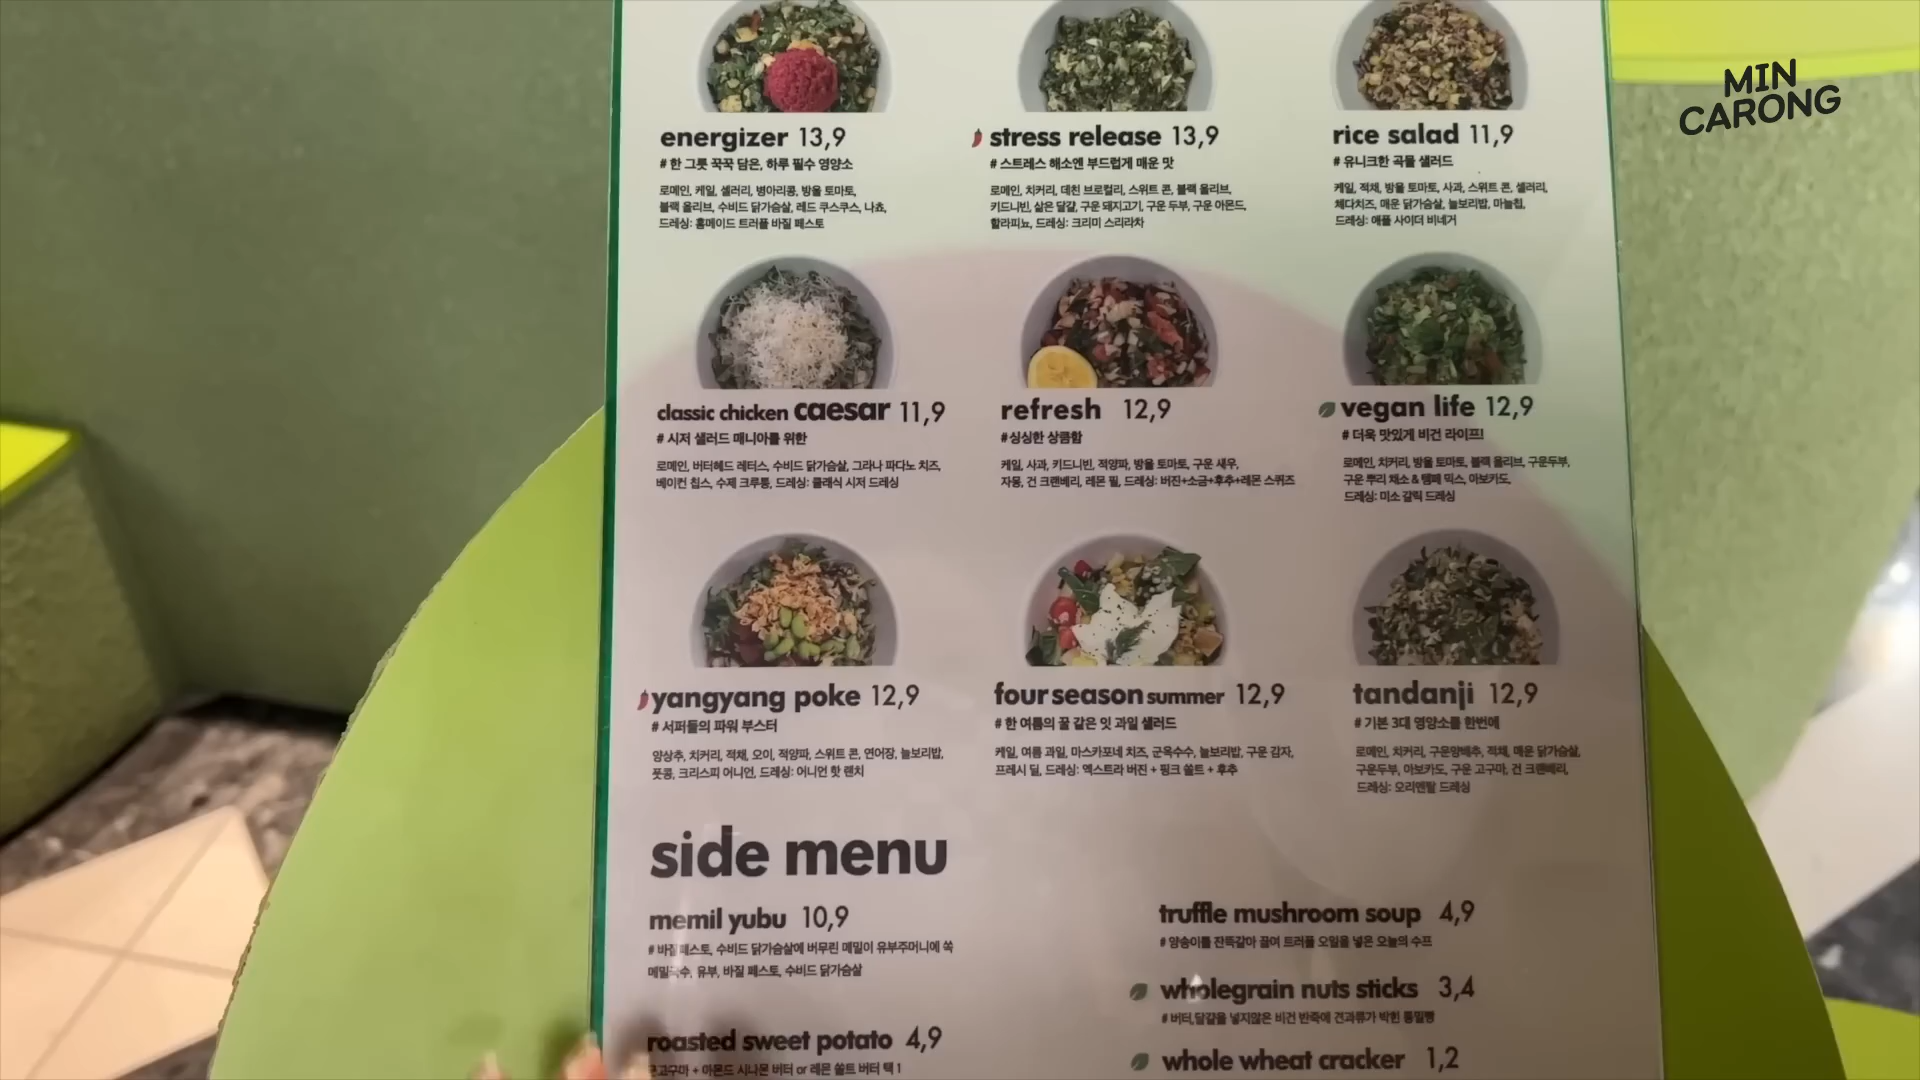 MIN
CARONG
energizer 13,9
# 한 그릇 꾹꾹 담은, 하루 필수 영양소
로메인, 케일, 셀러리, 병아리콩, 방울 토마토,
블랙 올리브, 수비드 닭가슴살, 레드 쿠스쿠스, 나쵸,
드레싱: 홈메이드 트러플 바질 페스토
stress release 13,9
# 스트레스 해소엔 부드럽게 매운 맛
로메인, 치커리, 데친 브로컬리, 스위트 콘, 블랙 올리브,
키드니빈, 삶은 달걀, 구운 돼지고기, 구운 두부, 구운 아몬드,
할라피뇨, 드레싱: 크리미 스리라차
rice salad 11,9
# 유니크한 곡물 샐러드
케일, 적채, 방울 토마토, 사과, 스위트 콘, 셀러리,
체다치즈, 매운 닭가슴살, 늘보리밥, 마늘칩,
드레싱: 애플 사이더 비네거
classic chicken caesar 11,9
# 시저 샐러드 매니아를 위한
로메인, 버터헤드 레터스, 수비드 닭가슴살, 그라나 파다노 치즈,
베이컨 칩스, 수제 크루통, 드레싱: 클래식 시저 드레싱
refresh 12,9
#싱싱한 상큼함
케일, 사과, 키드니빈, 적양파, 방울 토마토, 구운 새우,
자몽, 건 크랜베리, 레몬 필, 드레싱: 버진+소금+후추+레몬 스퀴즈
vegan life 12,9
# 더욱 맛있게 비건 라이프!
로메인, 치커리, 방울 토마토, 블랙 올리브, 구운두부,
구운 뿌리 채소 & 템페 믹스, 아보카도,
드레싱: 미소 갈릭 드레싱
yangyang poke 12,9
# 서퍼들의 파워 부스터
양상추, 치커리, 적채, 오이, 적양파, 스위트 콘, 연어장, 늘보리밥,
풋콩, 크리스피 어니언, 드레싱: 어니언 핫 랜치
four season summer 12,9
# 한 여름의 꿀 같은 잇 과일 샐러드
케일, 여름 과일, 마스카포네 치즈, 군옥수수, 늘보리밥, 구운 감자,
프레시 딜, 드레싱: 엑스트라 버진 + 핑크 쏠트 + 후추
tandanji 12,9
# 기본 3대 영양소를 한번에
로메인, 치커리, 구운양배추, 적채, 매운 닭가슴살,
구운두부, 아보카도, 구운 고구마, 건 크랜베리,
드레싱: 오리엔탈 드레싱
side menu
memil yubu 10,9
# 바질페스토, 수비드 닭가슴살에 버무린 메밀이 유부주머니에 쏙
메밀국수, 유부, 바질 페스토, 수비드 닭가슴살
roasted sweet potato 4,9
군고구마 + 아몬드 시나몬 버터 or 레몬 쏠트 버터 택 1
truffle mushroom soup 4,9
# 양송이를 잔뜩갈아 끓여 트러플 오일을 넣은 오늘의 수프
wholegrain nuts sticks 3,4
# 버터,달걀을 넣지않은 비건 반죽에 견과류가 박힌 통밀빵
whole wheat cracker 1,2